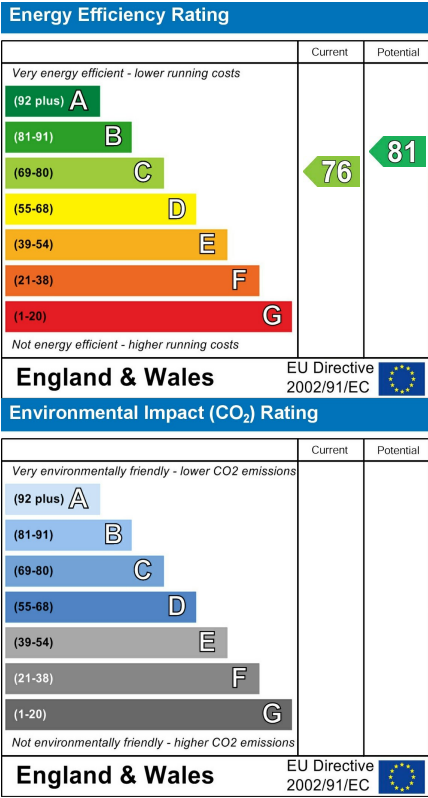 Energy Efficiency Rating
Current Potential
Very energy efficient - lower running costs
(92 plus) A
(81-91) B
(69-80) C
(55-68) D
(39-54) E
(21-38) F
(1-20) G
76
81
Not energy efficient - higher running costs
England & Wales
EU Directive
2002/91/EC
Environmental Impact (CO₂) Rating
Current Potential
Very environmentally friendly - lower CO2 emissions
(92 plus) A
(81-91) B
(69-80) C
(55-68) D
(39-54) E
(21-38) F
(1-20) G
Not environmentally friendly - higher CO2 emissions
England & Wales
EU Directive
2002/91/EC